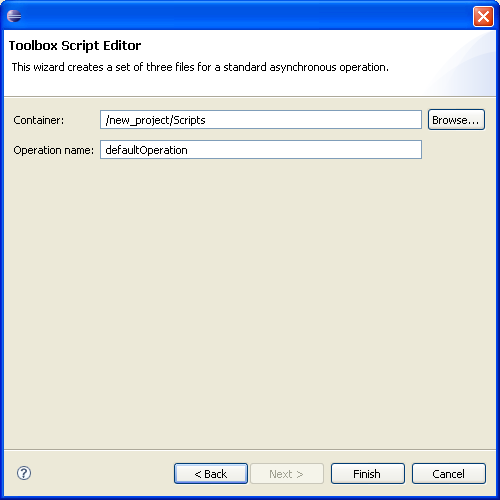 Toolbox Script Editor
This wizard creates a set of three files for a standard asynchronous operation.
Container: /new_project/Scripts Browse...
Operation name: defaultOperation
? < Back Next > Finish Cancel